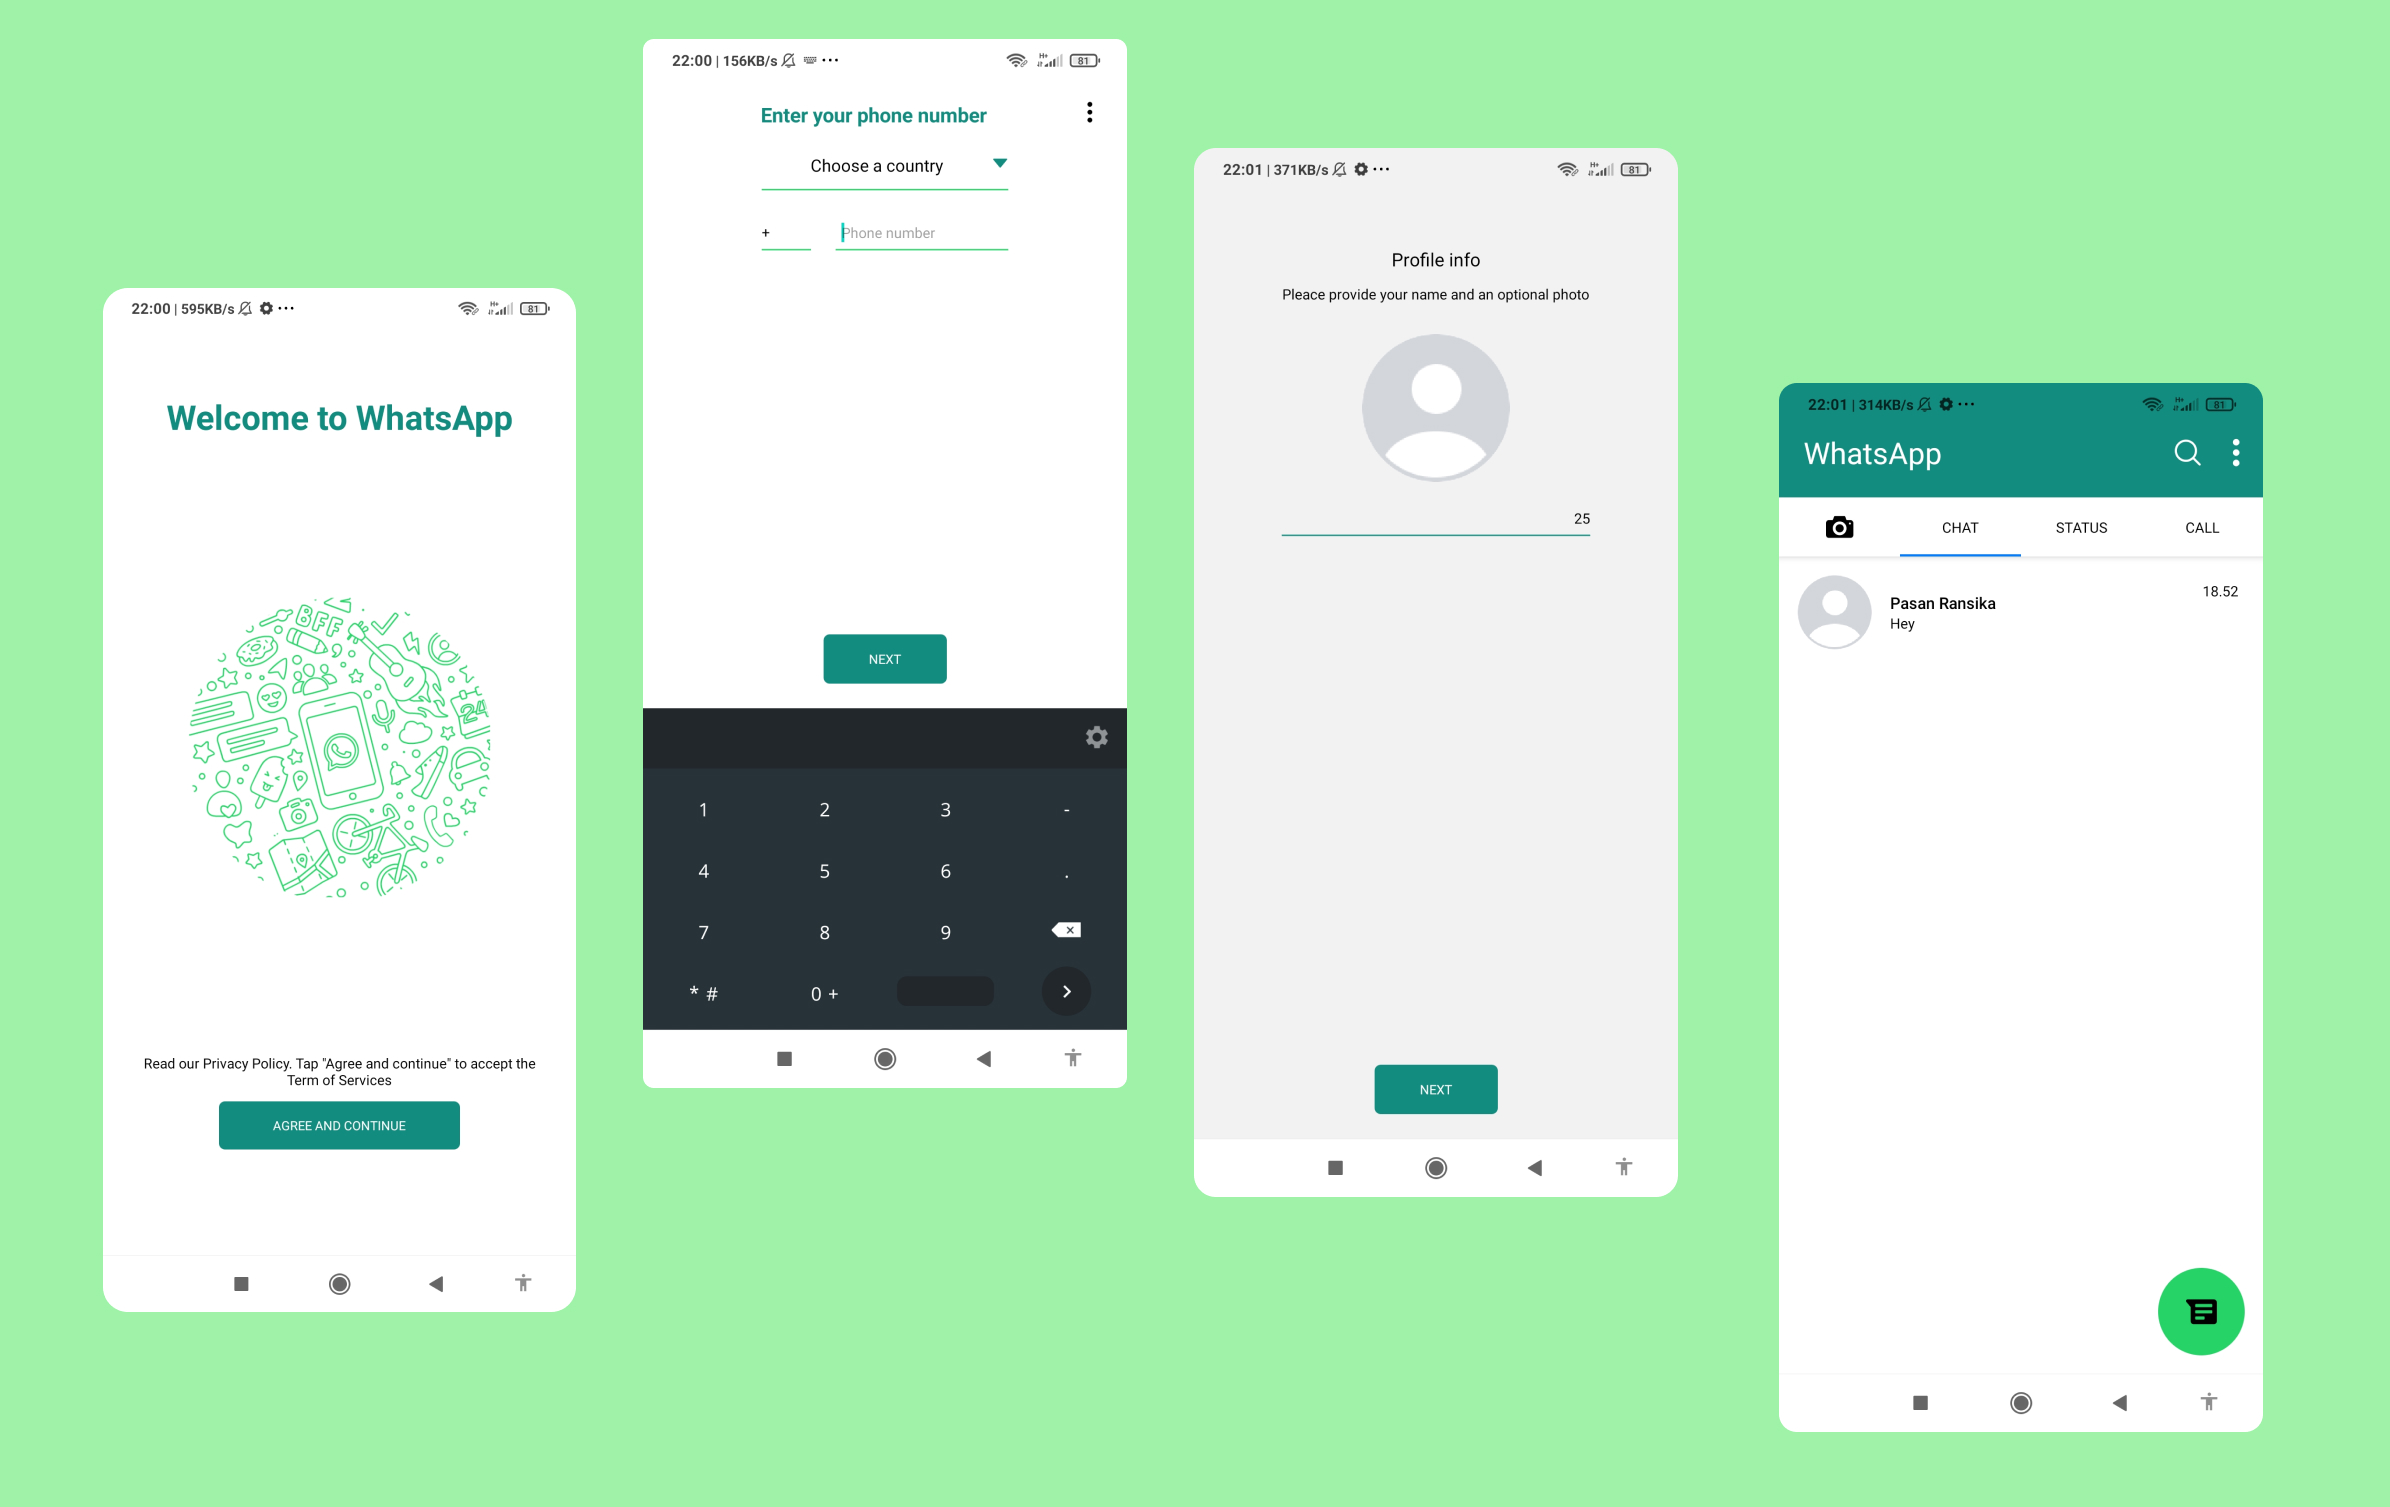 22:00 | 595KB/s
H+
81
Welcome to WhatsApp
BFF
24
Read our Privacy Policy. Tap "Agree and continue" to accept the
Term of Services
AGREE AND CONTINUE
22:00 | 156KB/s
H+
81
Enter your phone number
Choose a country
+
Phone number
NEXT
1 2 3 -
4 5 6 .
7 8 9
* # 0 +
22:01 | 371KB/s
H+
81
Profile info
Pleace provide your name and an optional photo
25
NEXT
22:01 | 314KB/s
H+
81
WhatsApp
CHAT STATUS CALL
Pasan Ransika
18.52
Hey